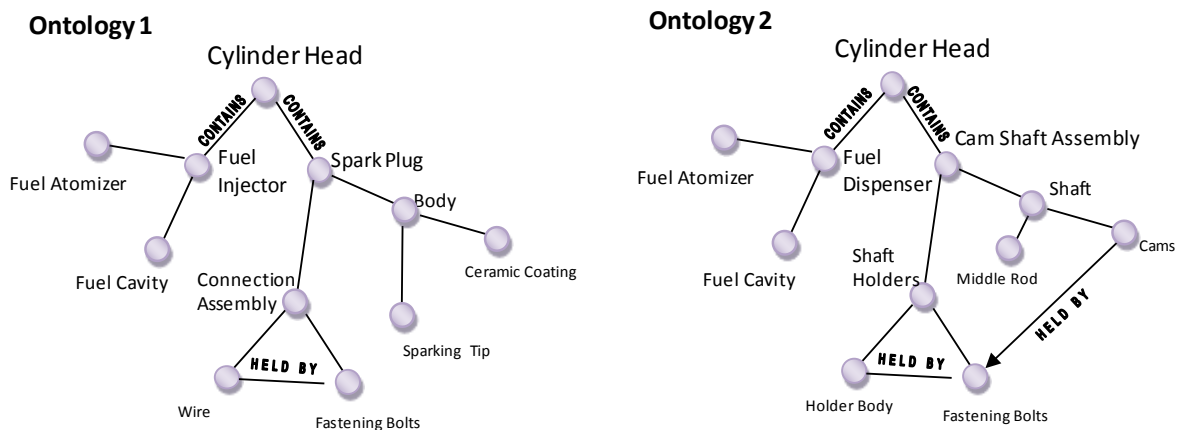 Ontology 1
Cylinder Head
CONTAINS
CONTAINS
Fuel Atomizer
Fuel
Injector
Spark Plug
Body
Fuel Cavity
Connection
Assembly
Ceramic Coating
Sparking Tip
HELD BY
Wire
Fastening Bolts
Ontology 2
Cylinder Head
CONTAINS
CONTAINS
Cam Shaft Assembly
Fuel Atomizer
Fuel
Dispenser
Shaft
Cams
Fuel Cavity
Shaft
Holders
Middle Rod
HELD BY
HELD BY
Holder Body
Fastening Bolts